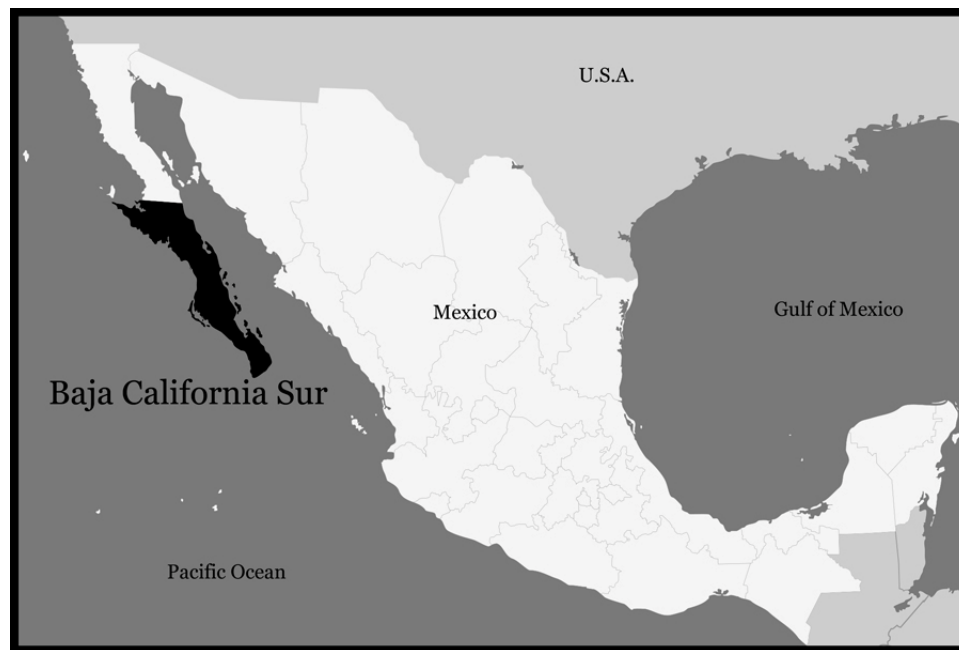 U.S.A.
Mexico
Gulf of Mexico
Baja California Sur
Pacific Ocean